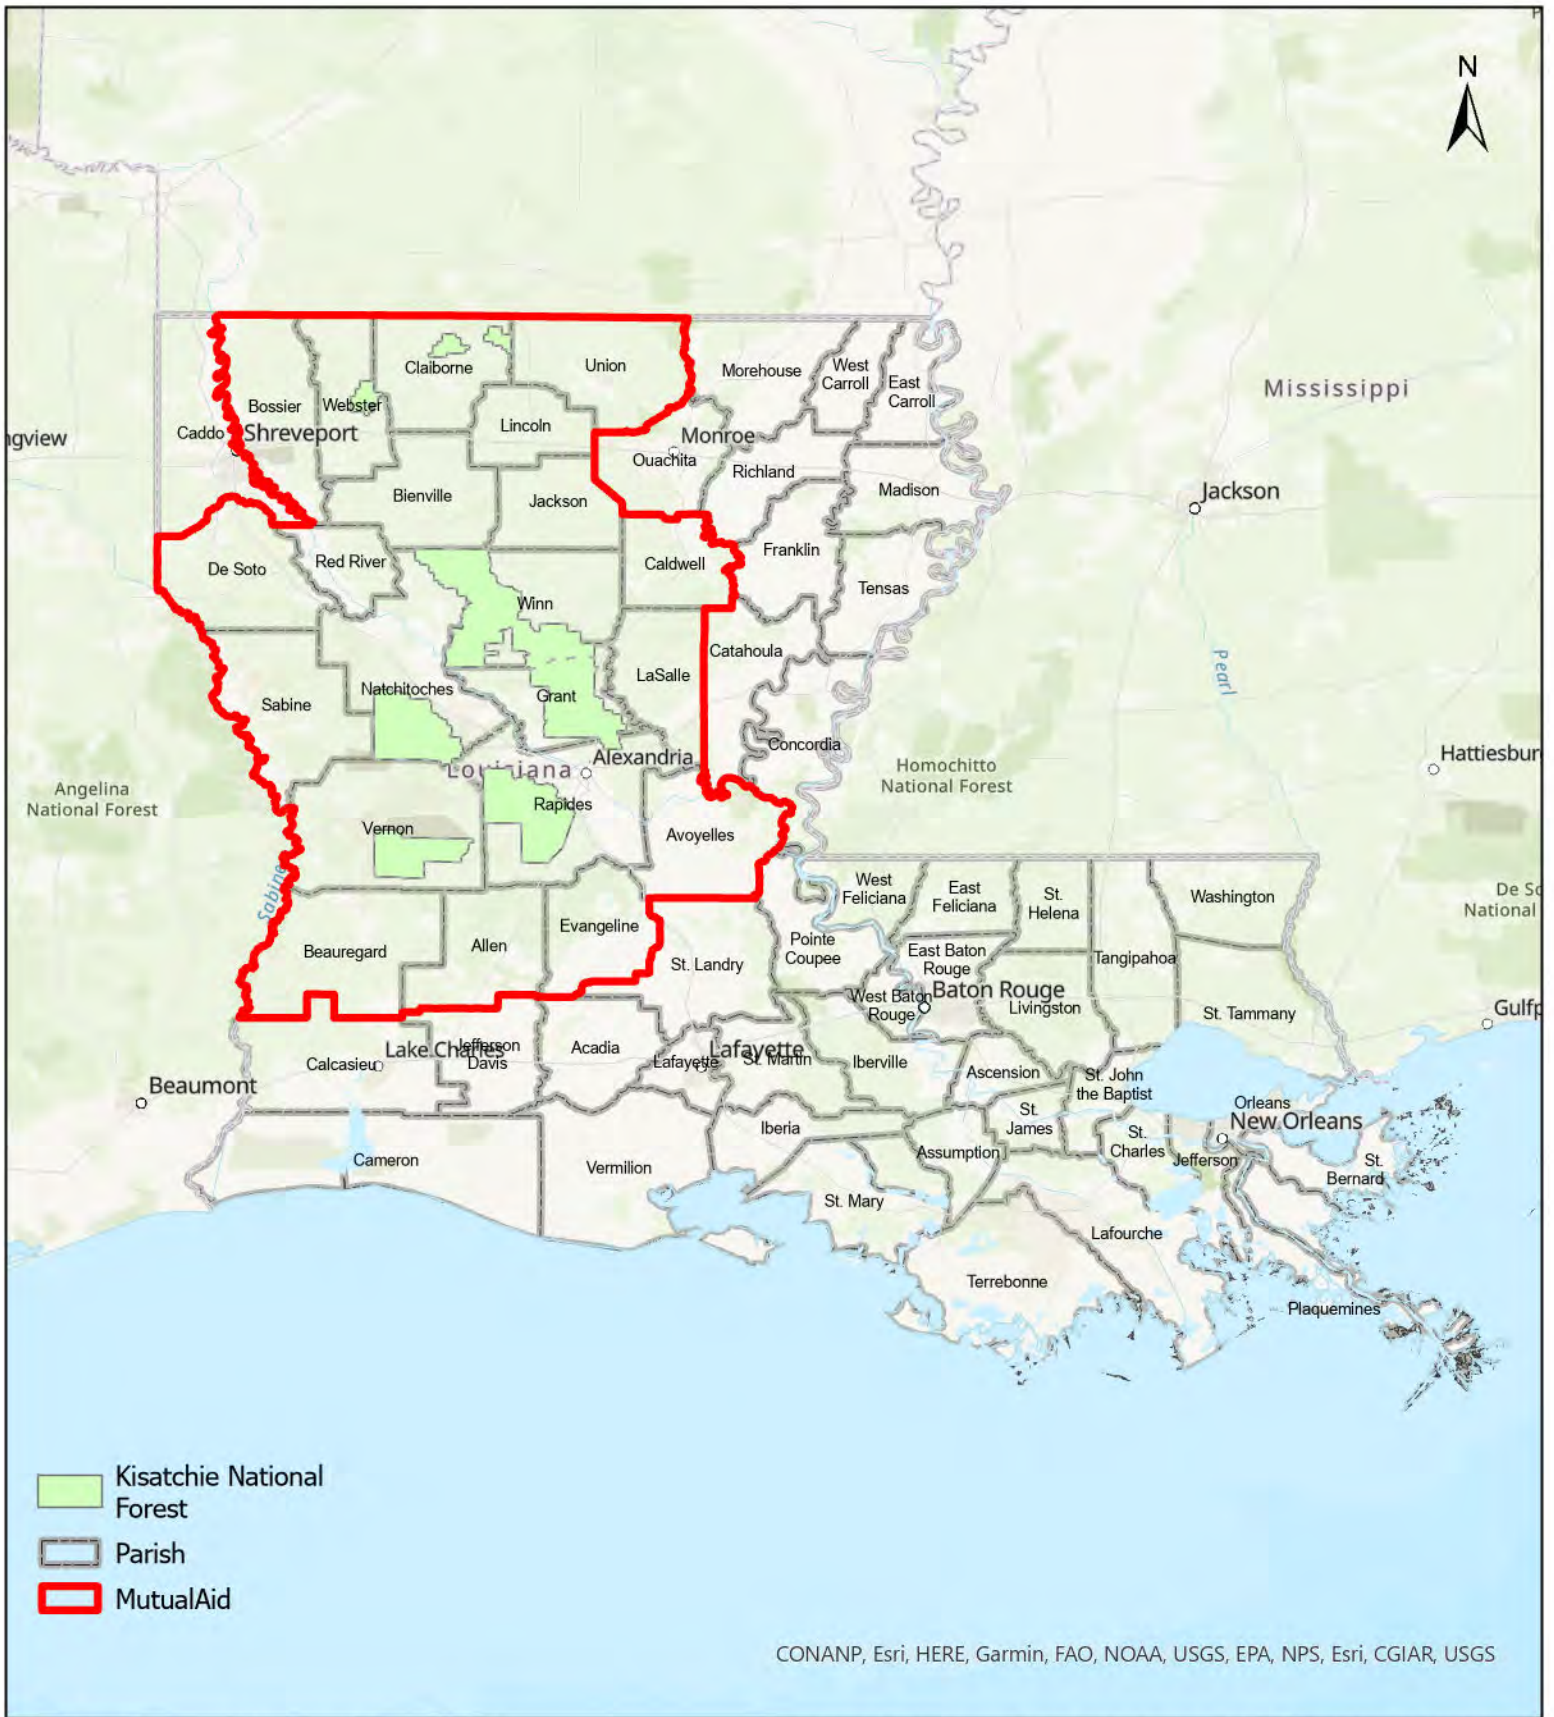 N
Claiborne
Union
Morehouse
West
Carroll
East
Carroll
Mississippi
Bossier
Webster
Lincoln
Caddo
Shreveport
Monroe
ngview
Ouachita
Richland
Bienville
Jackson
Madison
Jackson
De Soto
Red River
Caldwell
Franklin
Tensas
Winn
Catahoula
Pearl
LaSalle
Natchitoches
Grant
Sabine
Concordia
Alexandria
Louisiana
Homochitto
National Forest
Hattiesbur
Angelina
National Forest
Rapides
Vernon
Avoyelles
Sabine
West
Feliciana
East
Feliciana
St.
Helena
Washington
De So
National
Evangeline
Beauregard
Allen
St. Landry
Pointe
Coupee
East Baton
Rouge
Tangipahoa
West Baton
Rouge
Baton Rouge
Livingston
St. Tammany
Gulfp
Calcasieu
Lake Charles
Jefferson
Davis
Acadia
Lafayette
Lafayette
St. Martin
Iberville
Ascension
St. John
the Baptist
Beaumont
Orleans
New Orleans
St.
James
Iberia
St.
Charles
Assumption
Jefferson
St.
Bernard
Cameron
Vermilion
St. Mary
Lafourche
Terrebonne
Plaquemines
Kisatchie National
Forest
Parish
MutualAid
CONANP, Esri, HERE, Garmin, FAO, NOAA, USGS, EPA, NPS, Esri, CGIAR, USGS